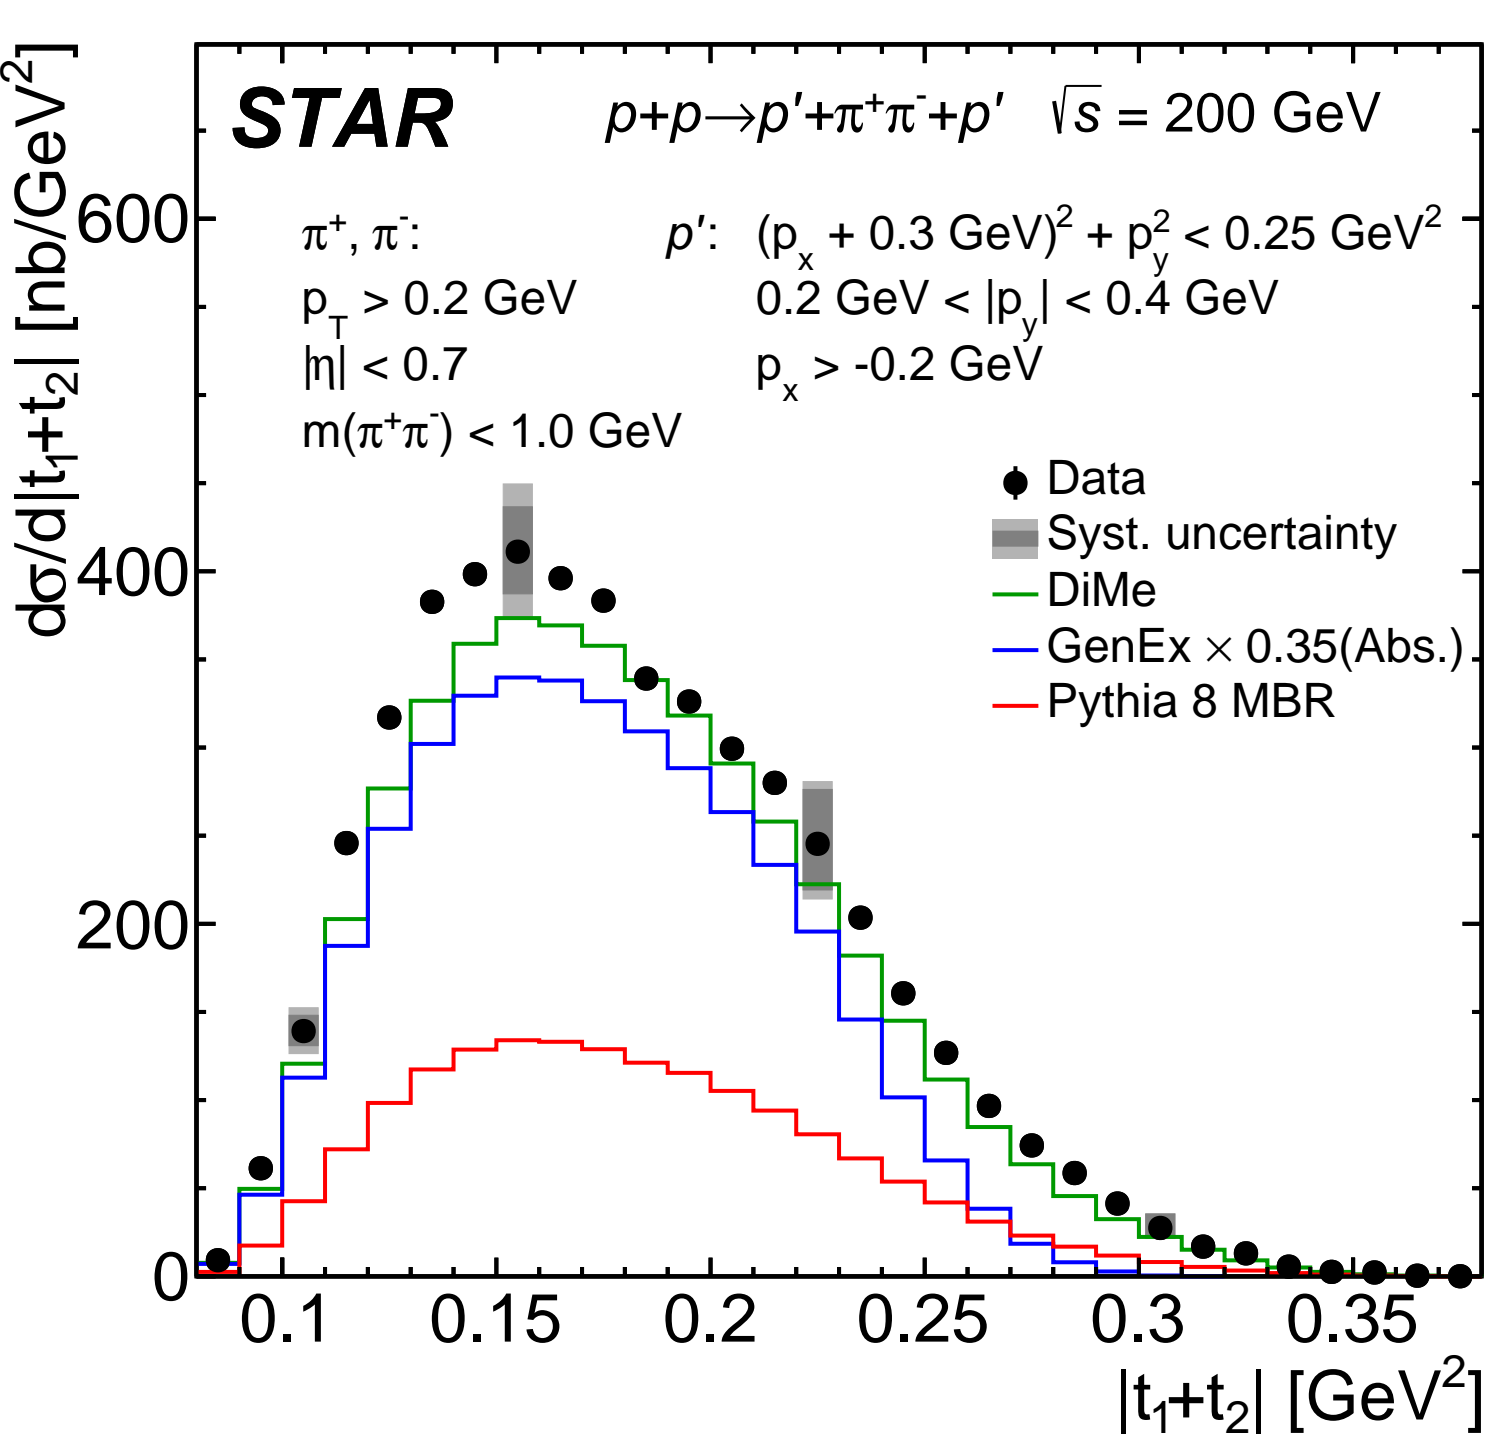 STAR p+p→p'+π⁺π⁻+p' √s = 200 GeV
π⁺, π⁻: p': (pₓ + 0.3 GeV)² + p_y² < 0.25 GeV²
p_T > 0.2 GeV 0.2 GeV < |p_y| < 0.4 GeV
|η| < 0.7 pₓ > -0.2 GeV
m(π⁺π⁻) < 1.0 GeV
Data
Syst. uncertainty
DiMe
GenEx × 0.35(Abs.)
Pythia 8 MBR
dσ/d|t₁+t₂| [nb/GeV²]
600
400
200
0
0.1 0.15 0.2 0.25 0.3 0.35
|t₁+t₂| [GeV²]